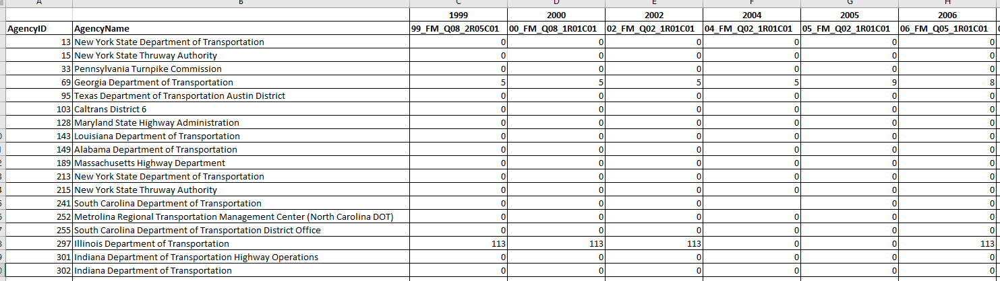 A B C D E F G H
1999 2000 2002 2004 2005 2006
AgencyID AgencyName 99_FM_Q08_2R05C01 00_FM_Q08_1R01C01 02_FM_Q02_1R01C01 04_FM_Q02_1R01C01 05_FM_Q02_1R01C01 06_FM_Q05_1R01C01
13 New York State Department of Transportation 0 0 0 0 0 0
15 New York State Thruway Authority 0 0 0 0 0 0
33 Pennsylvania Turnpike Commission 0 0 0 0 0 0
69 Georgia Department of Transportation 5 5 5 5 9 8
95 Texas Department of Transportation Austin District 0 0 0 0 0 0
103 Caltrans District 6 0 0 0 0 0 0
128 Maryland State Highway Administration 0 0 0 0 0 0
143 Louisiana Department of Transportation 0 0 0 0 0 0
149 Alabama Department of Transportation 0 0 0 0 0 0
189 Massachusetts Highway Department 0 0 0 0 0 0
213 New York State Department of Transportation 0 0 0 0 0 0
215 New York State Thruway Authority 0 0 0 0 0 0
241 South Carolina Department of Transportation 0 0 0 0 0
252 Metrolina Regional Transportation Management Center (North Carolina DOT) 0 0 0 0 0 0
255 South Carolina Department of Transportation District Office 0 0 0 0 0 0
297 Illinois Department of Transportation 113 113 113 0 0 113
301 Indiana Department of Transportation Highway Operations 0 0 0 0 0 0
302 Indiana Department of Transportation 0 0 0 0 0 0